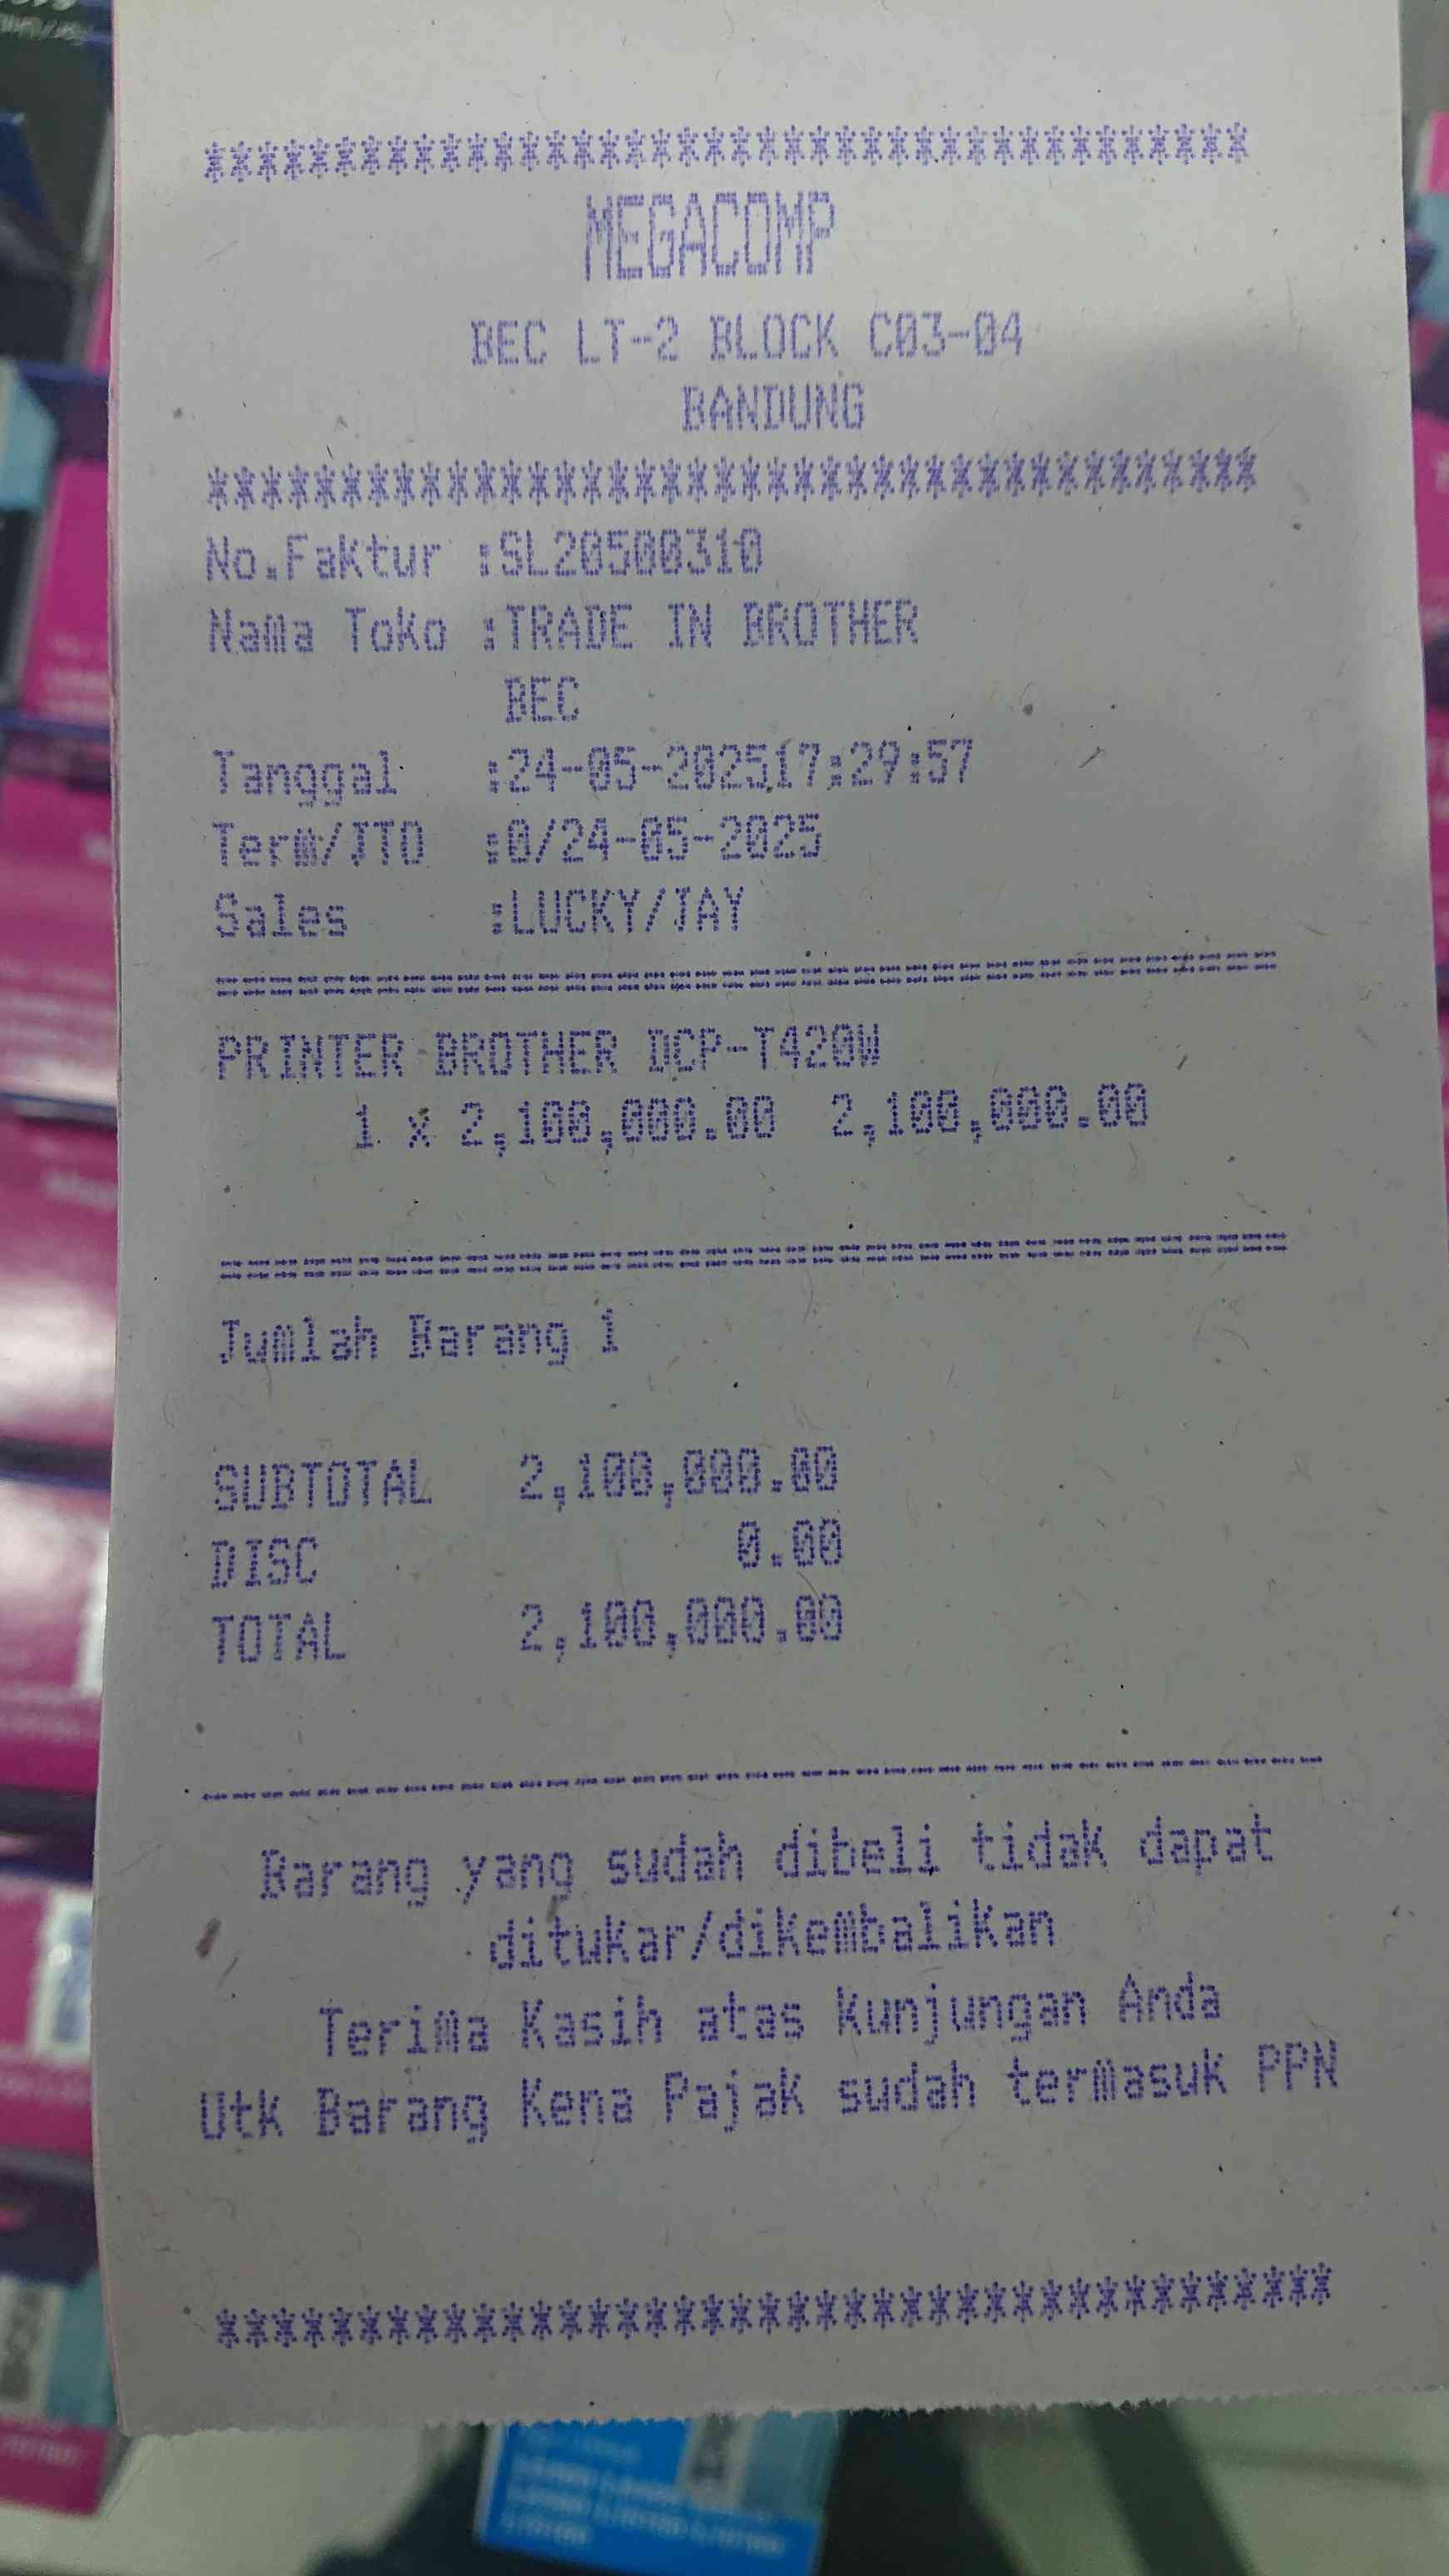 ****************************************
MEGACOMP
BEC LT-2 BLOCK C03-04
BANDUNG
****************************************
No.Faktur :SL20500310
Nama Toko :TRADE IN BROTHER
BEC
Tanggal :24-05-2025,17:29:57
Term/JTO :0/24-05-2025
Sales :LUCKY/TAY
========================================
PRINTER BROTHER DCP-T420W
1 x 2,100,000.00 2,100,000.00
========================================
Jumlah Barang 1
SUBTOTAL 2,100,000.00
DISC 0.00
TOTAL 2,100,000.00
----------------------------------------
Barang yang sudah dibeli tidak dapat
ditukar/dikembalikan
Terima Kasih atas Kunjungan Anda
Utk Barang Kena Pajak sudah termasuk PPN
****************************************